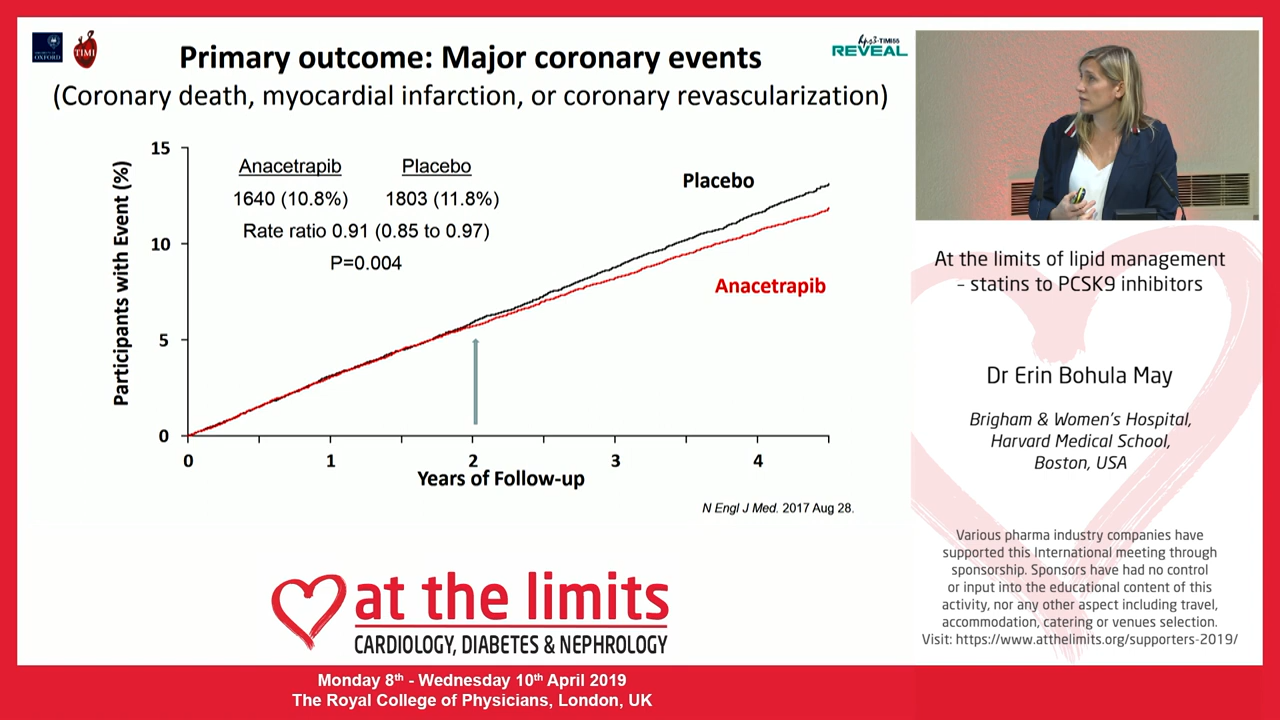 UNIVERSITY OF
OXFORD
TIMI
Primary outcome: Major coronary events
hps3-TIMI55
REVEAL
(Coronary death, myocardial infarction, or coronary revascularization)
Participants with Event (%)
15
10
5
0
Anacetrapib Placebo
1640 (10.8%) 1803 (11.8%)
Rate ratio 0.91 (0.85 to 0.97)
P=0.004
Placebo
Anacetrapib
0 1 2 3 4
Years of Follow-up
N Engl J Med. 2017 Aug 28.
at the limits
CARDIOLOGY, DIABETES & NEPHROLOGY
At the limits of lipid management
– statins to PCSK9 inhibitors
Dr Erin Bohula May
Brigham & Women's Hospital,
Harvard Medical School,
Boston, USA
Various pharma industry companies have
supported this International meeting through
sponsorship. Sponsors have had no control
or input into the educational content of this
activity, nor any other aspect including travel,
accommodation, catering or venues selection.
Visit: https://www.atthelimits.org/supporters-2019/
Monday 8th - Wednesday 10th April 2019
The Royal College of Physicians, London, UK